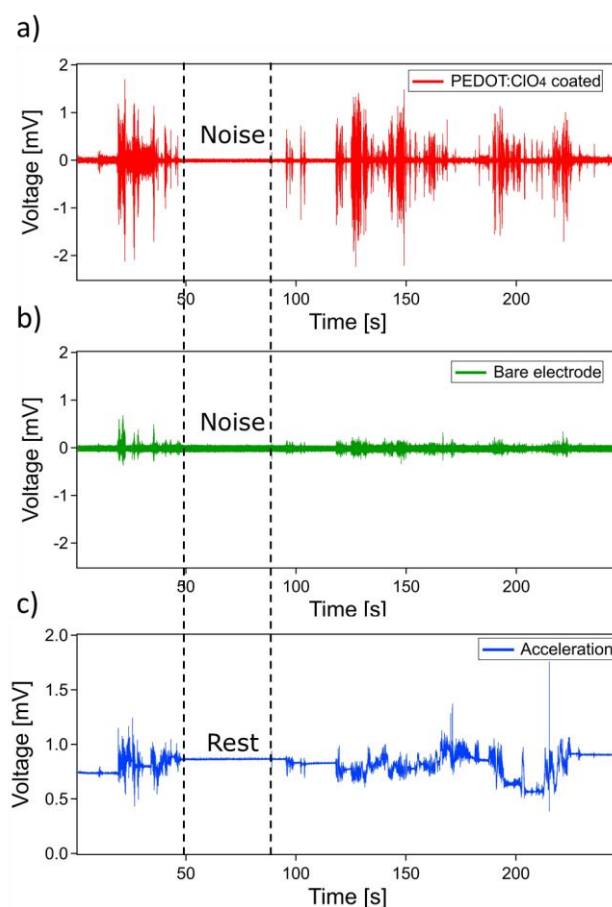 a)
2
1
0
-1
-2
Voltage [mV]
PEDOT:ClO4 coated
Noise
50
100
150
200
Time [s]
b)
2
1
0
-1
-2
Voltage [mV]
Bare electrode
Noise
50
100
150
200
Time [s]
c)
2.0
1.5
1.0
0.5
0.0
Voltage [mV]
Acceleration
Rest
50
100
150
200
Time [s]